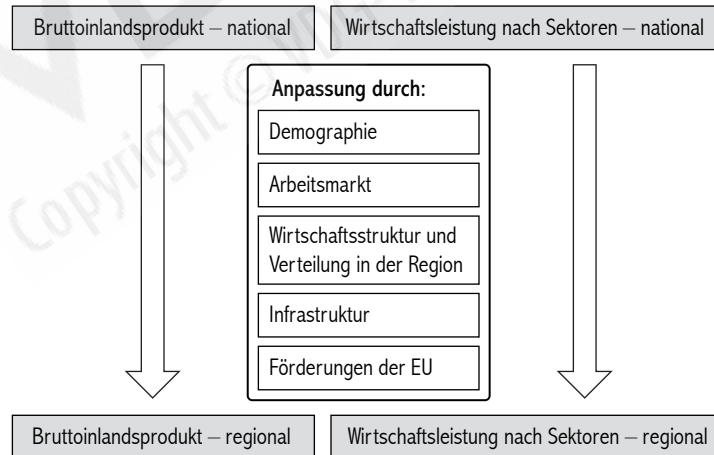 Bruttoinlandsprodukt – national
Wirtschaftsleistung nach Sektoren – national
Anpassung durch:
Demographie
Arbeitsmarkt
Wirtschaftsstruktur und
Verteilung in der Region
Infrastruktur
Förderungen der EU
Bruttoinlandsprodukt – regional
Wirtschaftsleistung nach Sektoren – regional
Copyright ©